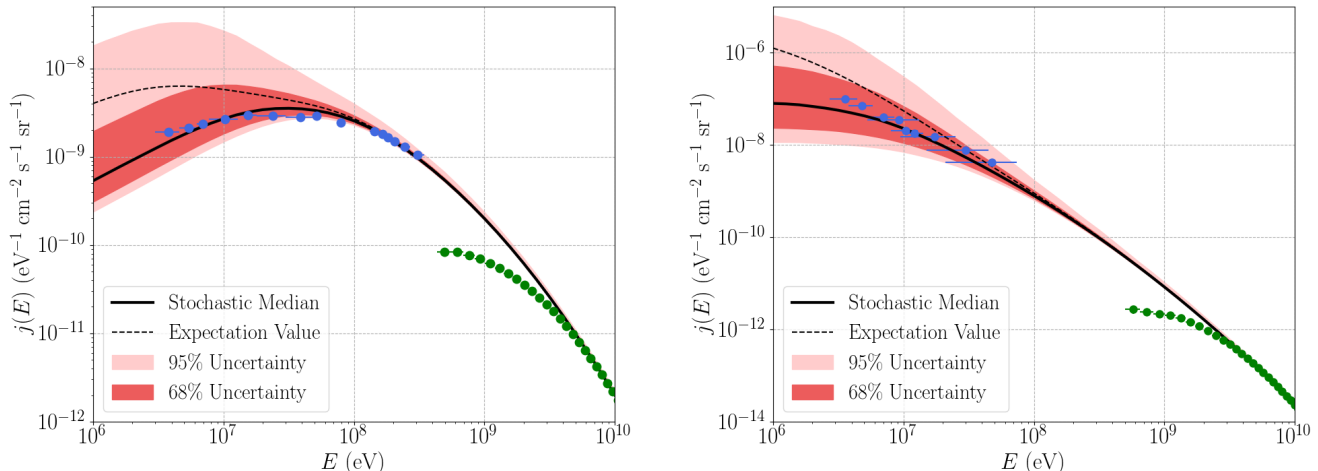 10^{-8}
10^{-9}
10^{-10}
10^{-11}
10^{-12}
j(E) (eV^{-1} cm^{-2} s^{-1} sr^{-1})
Stochastic Median
Expectation Value
95% Uncertainty
68% Uncertainty
10^6 10^7 10^8 10^9 10^{10}
E (eV)
10^{-6}
10^{-8}
10^{-10}
10^{-12}
10^{-14}
j(E) (eV^{-1} cm^{-2} s^{-1} sr^{-1})
Stochastic Median
Expectation Value
95% Uncertainty
68% Uncertainty
10^6 10^7 10^8 10^9 10^{10}
E (eV)